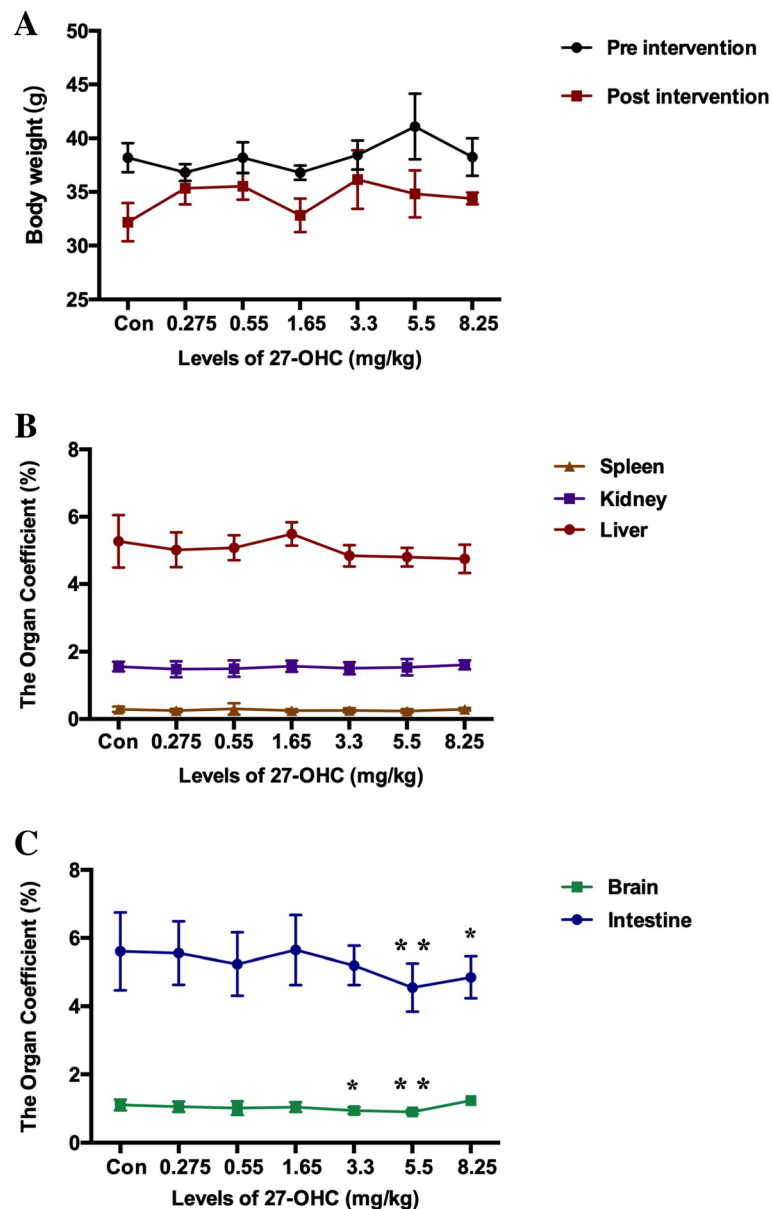 A
Body weight (g)
50
45
40
35
30
25
Con 0.275 0.55 1.65 3.3 5.5 8.25
Levels of 27-OHC (mg/kg)
Pre intervention
Post intervention
B
The Organ Coefficient (%)
8
6
4
2
0
Con 0.275 0.55 1.65 3.3 5.5 8.25
Levels of 27-OHC (mg/kg)
Spleen
Kidney
Liver
C
The Organ Coefficient (%)
8
6
4
2
0
* *
*
*
* *
Con 0.275 0.55 1.65 3.3 5.5 8.25
Levels of 27-OHC (mg/kg)
Brain
Intestine